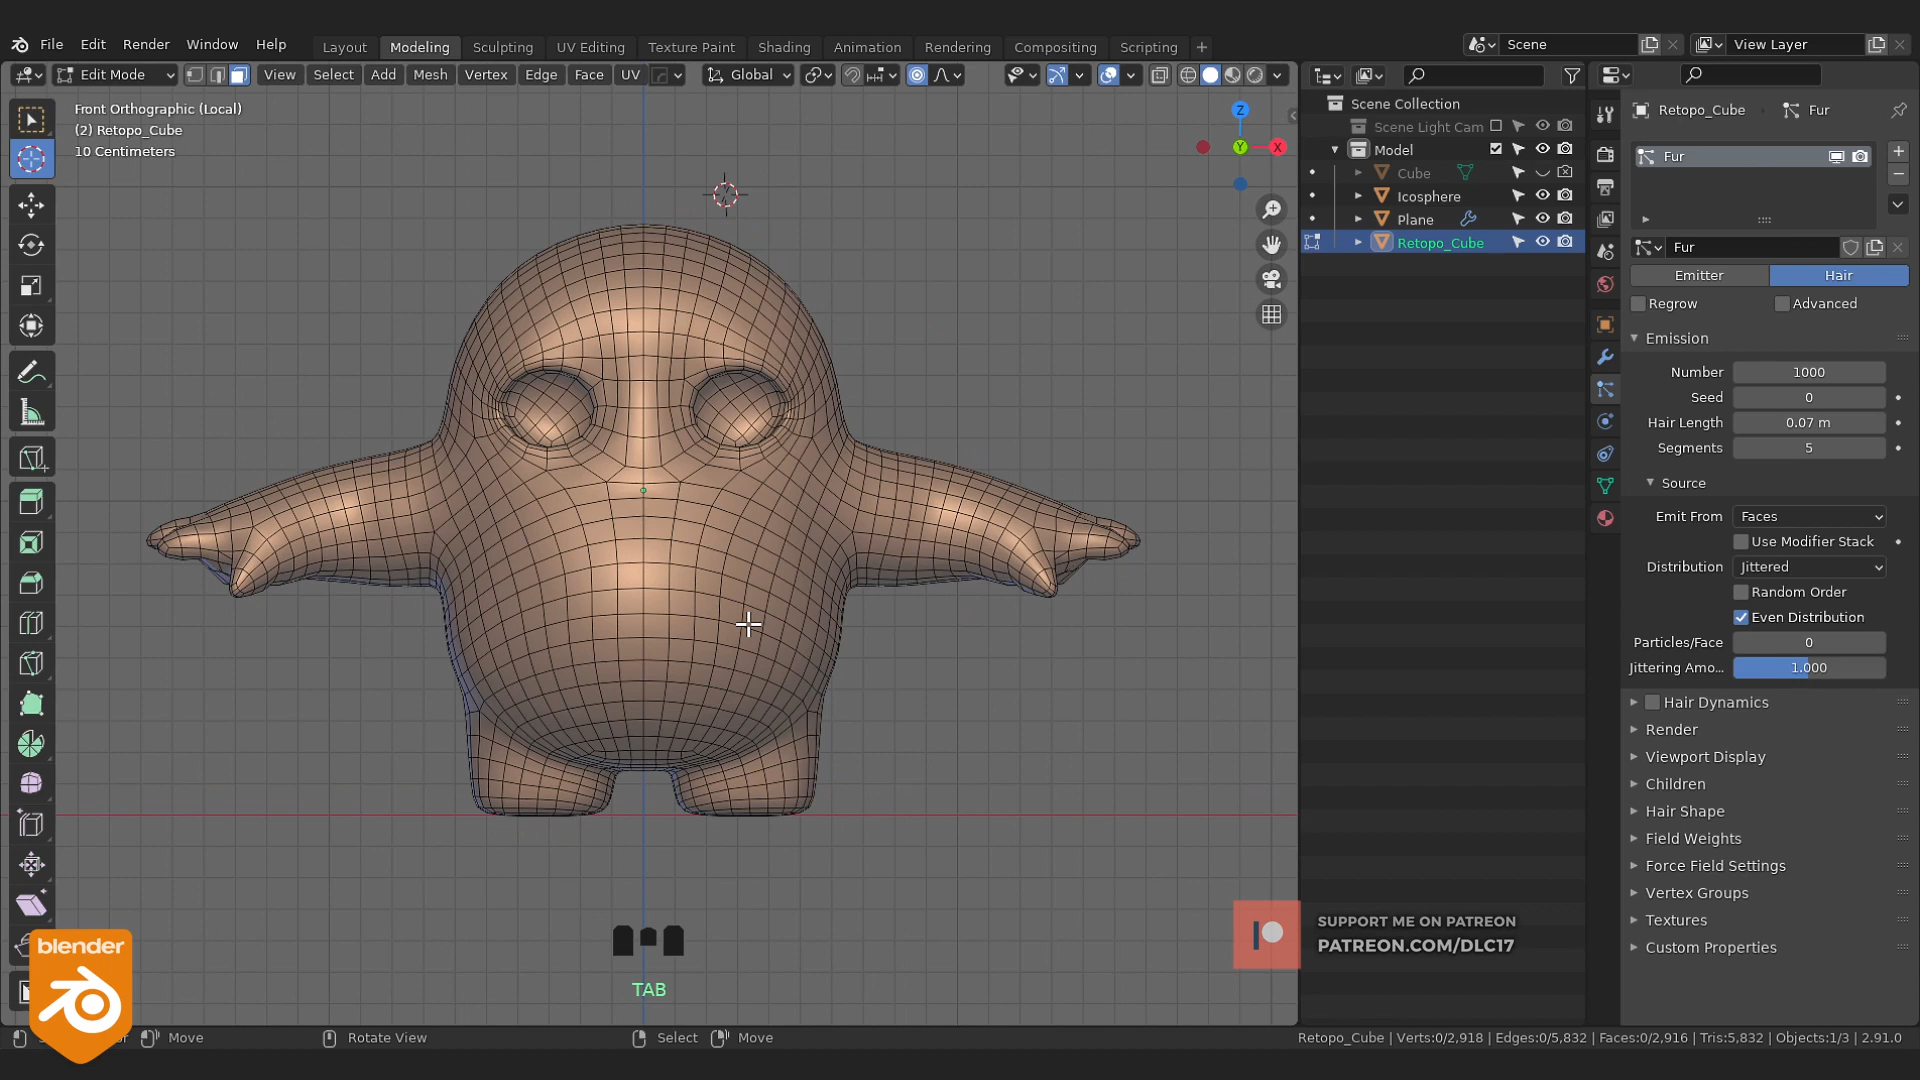 File Edit Render Window Help
Layout Modeling Sculpting UV Editing Texture Paint Shading Animation Rendering Compositing Scripting +
Scene View Layer
Edit Mode View Select Add Mesh Vertex Edge Face UV Global
Front Orthographic (Local)
(2) Retopo_Cube
10 Centimeters
Z
Y X
Scene Collection
Scene Light Cam
Model
Cube
Icosphere
Plane
Retopo_Cube
Retopo_Cube Fur
Fur
Fur
Emitter Hair
Regrow Advanced
Emission
Number 1000
Seed 0
Hair Length 0.07 m
Segments 5
Source
Emit From Faces
Use Modifier Stack
Distribution Jittered
Random Order
Even Distribution
Particles/Face 0
Jittering Amo... 1.000
Hair Dynamics
Render
Viewport Display
Children
Hair Shape
Field Weights
Force Field Settings
Vertex Groups
Textures
Custom Properties
SUPPORT ME ON PATREON
PATREON.COM/DLC17
TAB
blender
Move Rotate View Select Move
Retopo_Cube | Verts:0/2,918 | Edges:0/5,832 | Faces:0/2,916 | Tris:5,832 | Objects:1/3 | 2.91.0